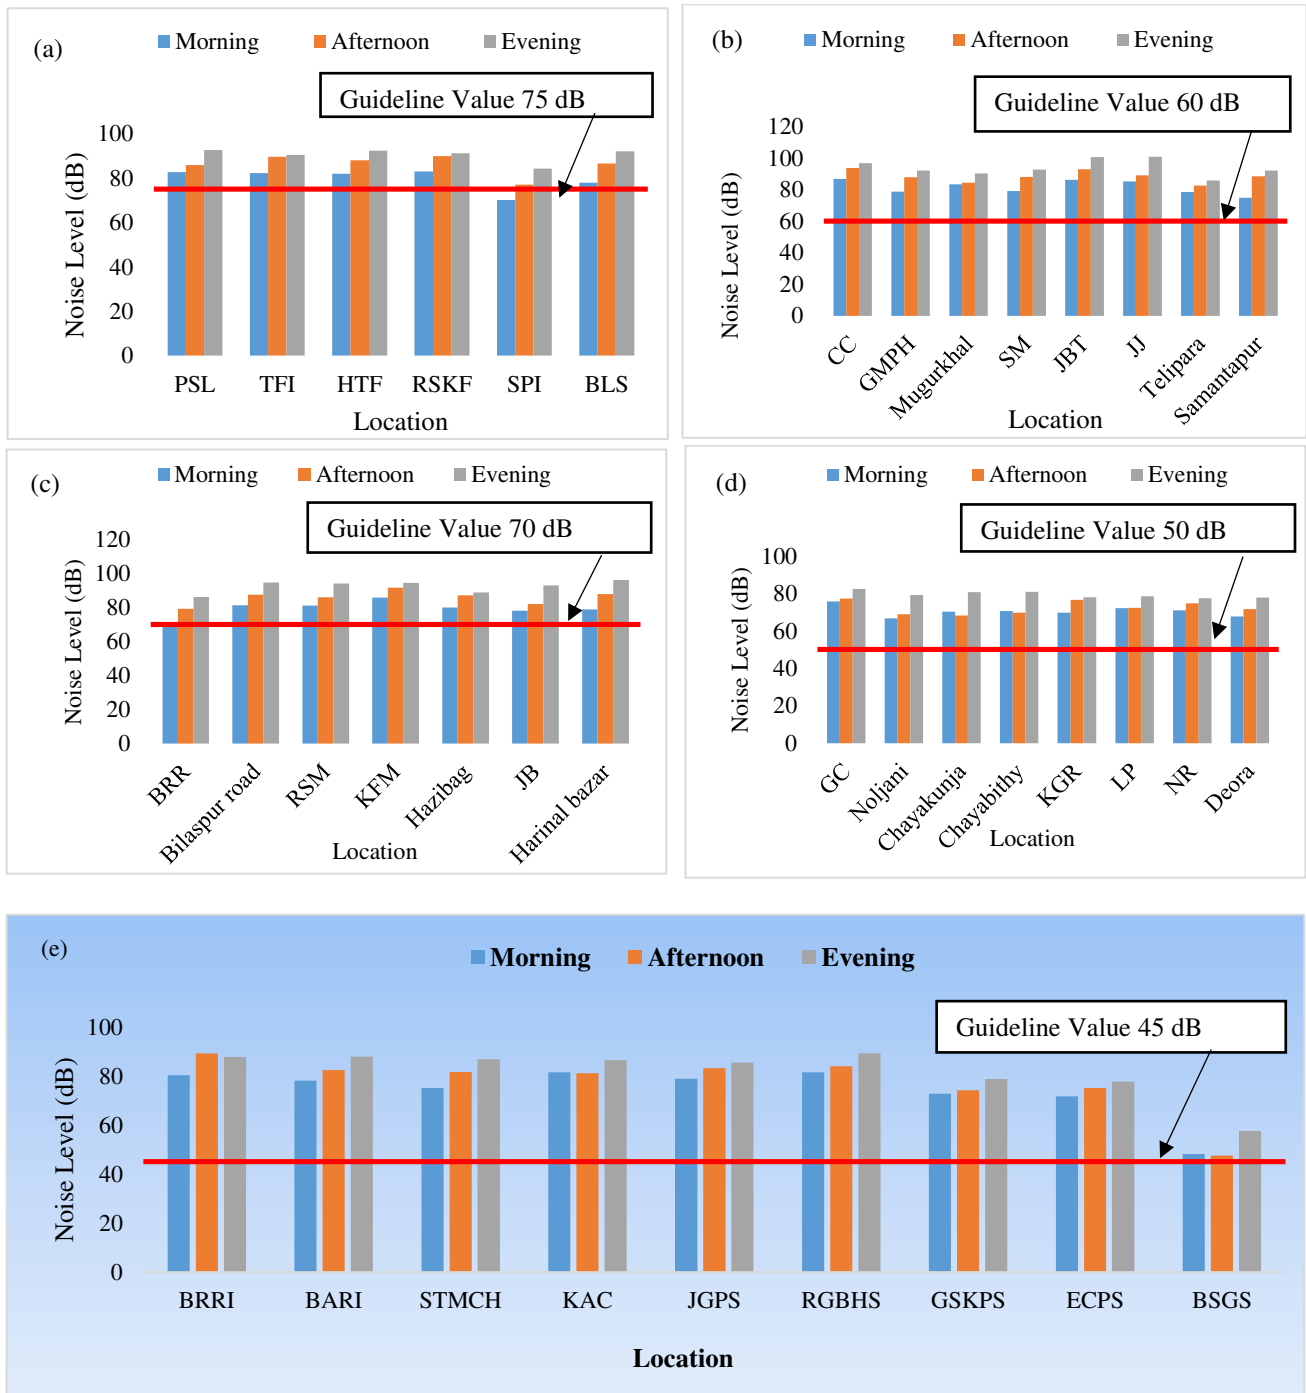 (a)
Morning Afternoon Evening
Guideline Value 75 dB
Noise Level (dB)
100
80
60
40
20
0
PSL TFI HTF RSKF SPI BLS
Location
(b)
Morning Afternoon Evening
Guideline Value 60 dB
Noise Level (dB)
120
100
80
60
40
20
0
CC GMPH Mugurkhal SM JBT JJ Telipara Samantapur
Location
(c)
Morning Afternoon Evening
Guideline Value 70 dB
Noise Level (dB)
120
100
80
60
40
20
0
BRR Bilaspur road RSM KFM Hazibag JB Harinal bazar
Location
(d)
Morning Afternoon Evening
Guideline Value 50 dB
Noise Level (dB)
100
80
60
40
20
0
GC Noljani Chayakunja Chayabithy KGR LP NR Deora
Location
(e)
Morning Afternoon Evening
Guideline Value 45 dB
Noise Level (dB)
100
80
60
40
20
0
BRRI BARI STMCH KAC JGPS RGBHS GSKPS ECPS BSGS
Location